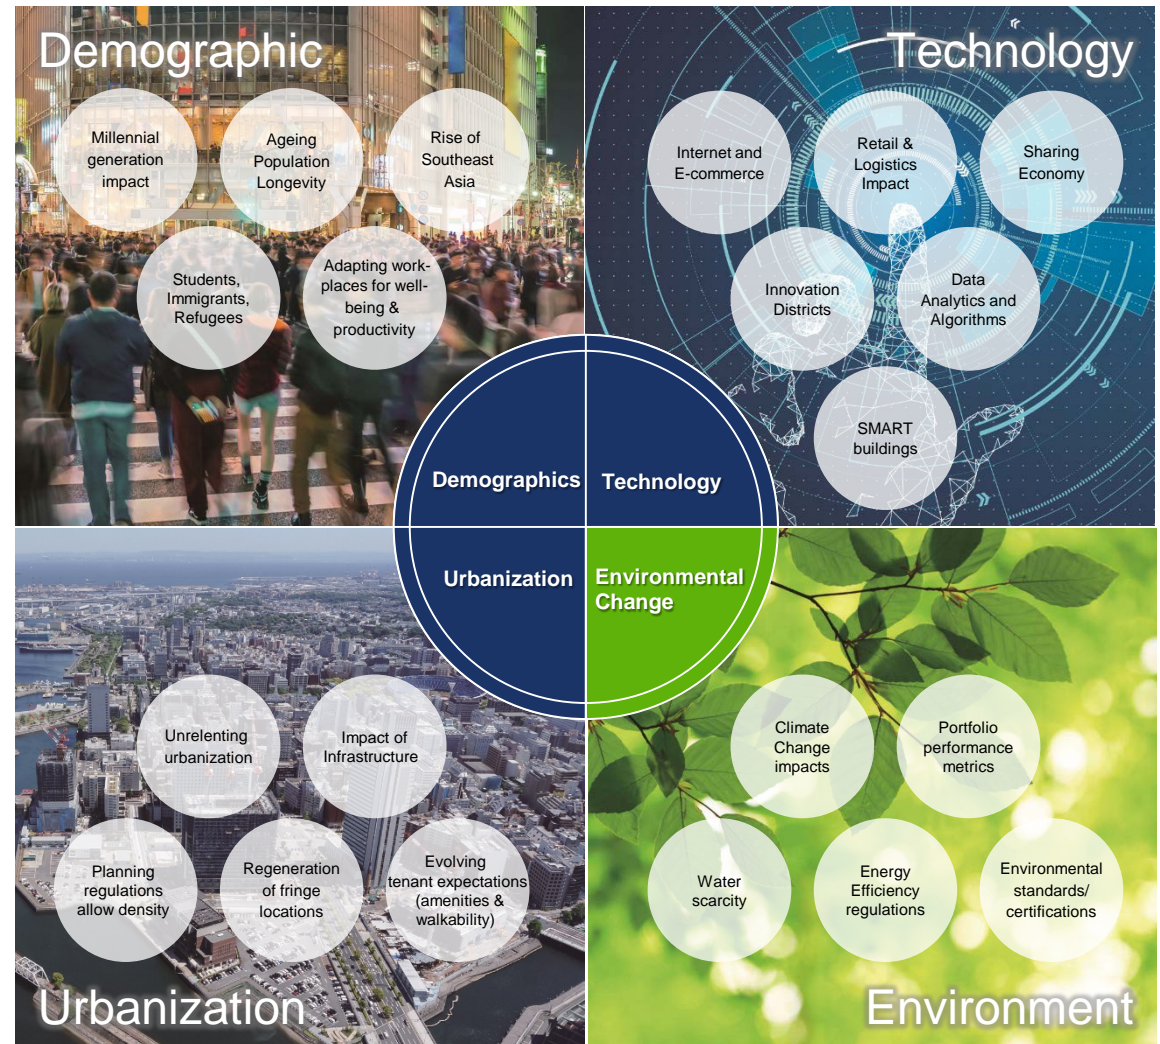 Demographic
Millennial
generation
impact
Ageing
Population
Longevity
Rise of
Southeast
Asia
Students,
Immigrants,
Refugees
Adapting work-
places for well-
being &
productivity
Technology
Internet and
E-commerce
Retail &
Logistics
Impact
Sharing
Economy
Innovation
Districts
Data
Analytics and
Algorithms
SMART
buildings
Demographics
Technology
Urbanization
Environmental
Change
Unrelenting
urbanization
Impact of
Infrastructure
Planning
regulations
allow density
Regeneration
of fringe
locations
Evolving
tenant expectations
(amenities &
walkability)
Urbanization
Climate
Change
impacts
Portfolio
performance
metrics
Water
scarcity
Energy
Efficiency
regulations
Environmental
standards/
certifications
Environment